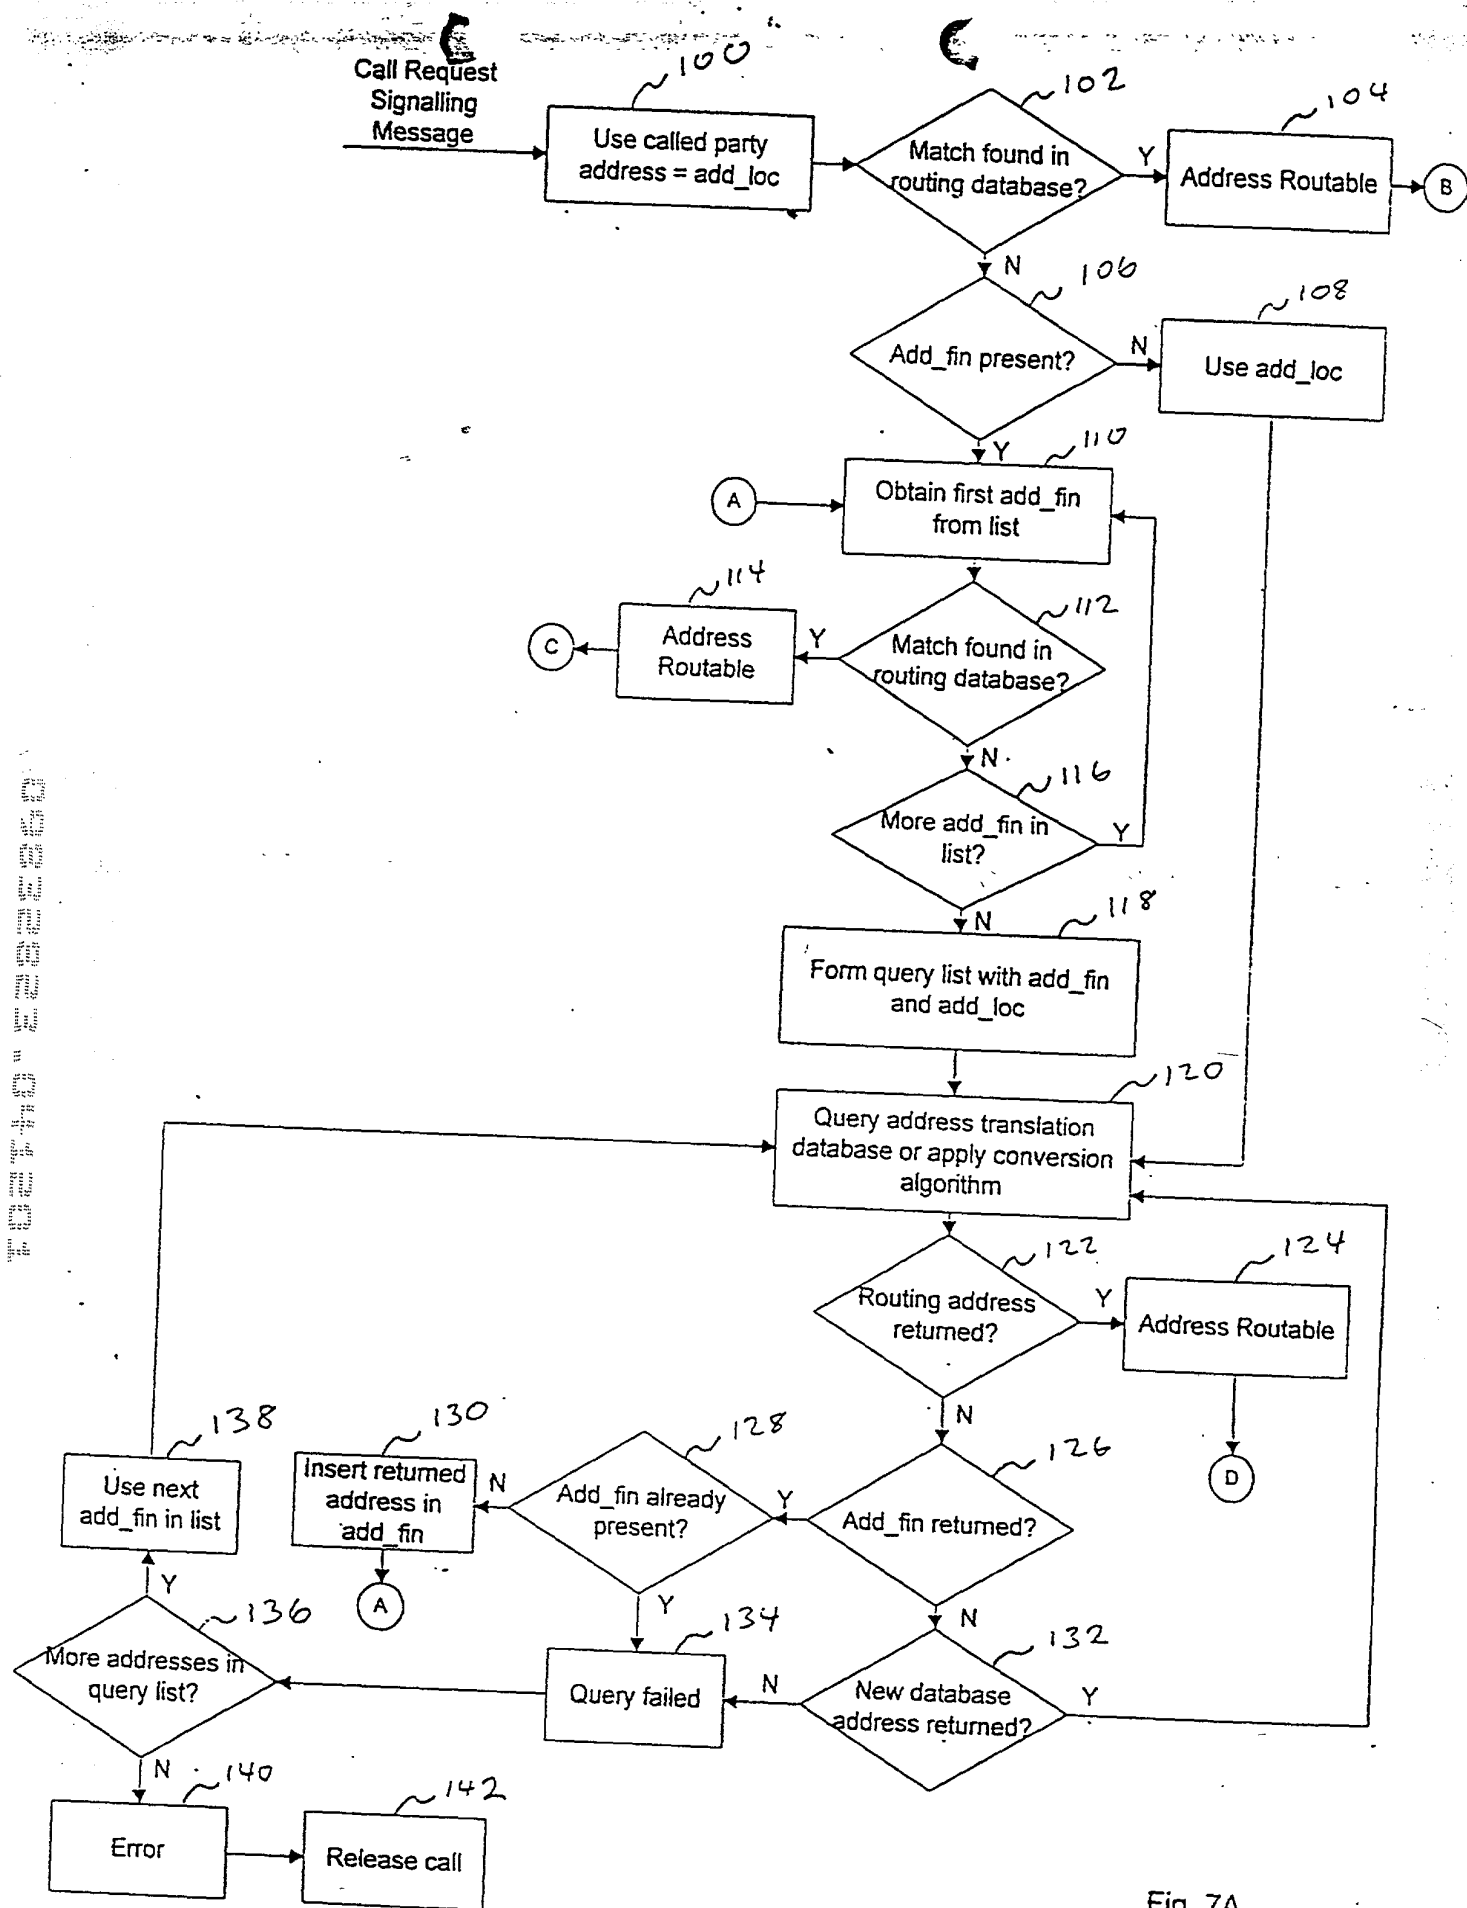 Call Request
Signalling
Message
100
Use called party
address = add_loc
102
Match found in
routing database?
Y
104
Address Routable
B
N
106
Add_fin present?
N
108
Use add_loc
Y
110
A
Obtain first add_fin
from list
114
Address
Routable
C
Y
112
Match found in
routing database?
N
116
More add_fin in
list?
Y
N
118
Form query list with add_fin
and add_loc
120
Query address translation
database or apply conversion
algorithm
122
Routing address
returned?
Y
124
Address Routable
D
N
126
Add_fin returned?
Y
128
Add_fin already
present?
N
130
Insert returned
address in
add_fin
A
138
Use next
add_fin in list
Y
136
More addresses in
query list?
Y
134
Query failed
N
N
132
New database
address returned?
Y
N
140
Error
142
Release call
Fig. 7A
09832823.041201